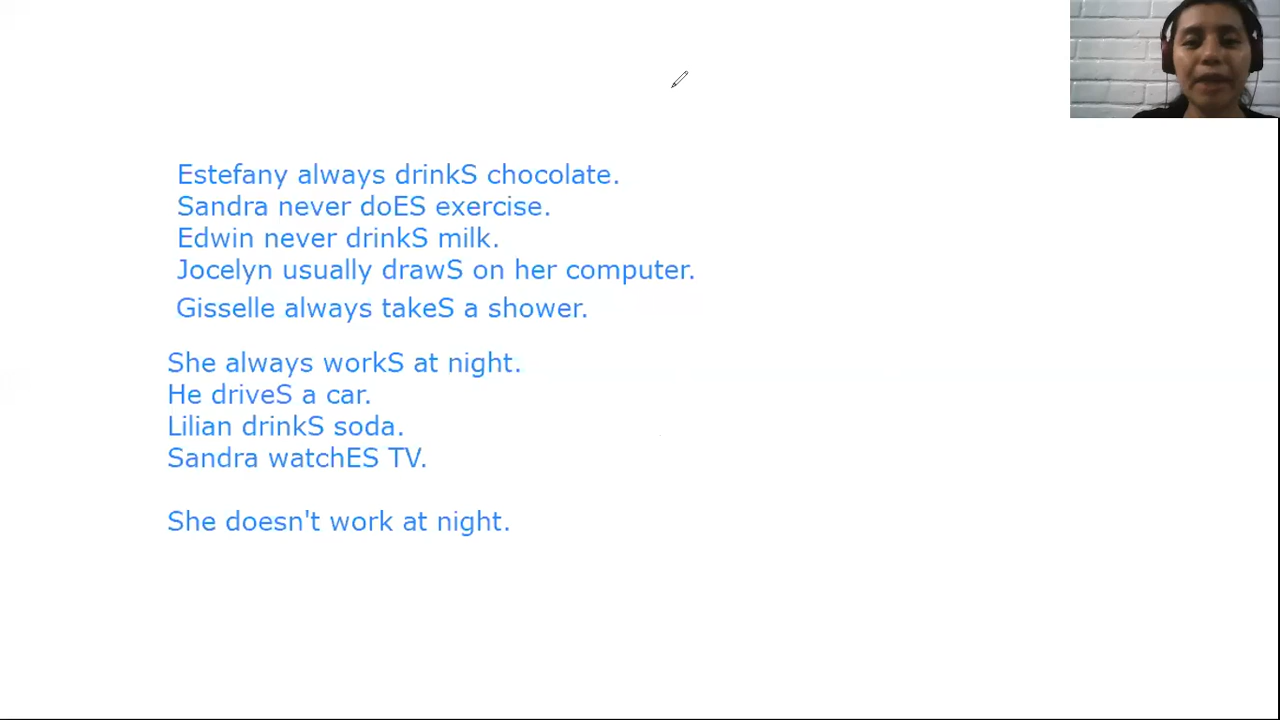 Estefany always drinkS chocolate.
Sandra never doES exercise.
Edwin never drinkS milk.
Jocelyn usually drawS on her computer.
Gisselle always takeS a shower.
She always workS at night.
He driveS a car.
Lilian drinkS soda.
Sandra watchES TV.
She doesn't work at night.